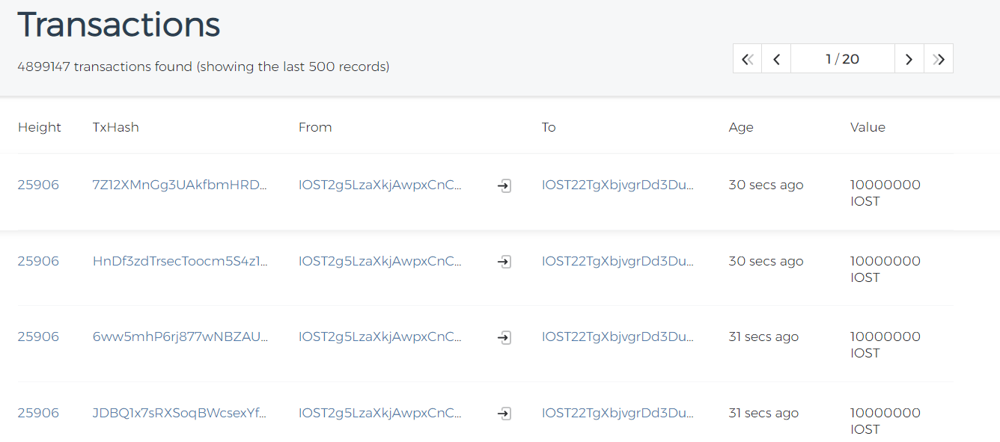 Transactions
4899147 transactions found (showing the last 500 records)
1 / 20
Height TxHash From To Age Value
25906 7Z12XMnGg3UAkfbmHRD... IOST2g5LzaXkjAwpxCnC... IOST22TgXbjvgrDd3Du... 30 secs ago 10000000
IOST
25906 HnDf3zdTrsecToocm5S4z1... IOST2g5LzaXkjAwpxCnC... IOST22TgXbjvgrDd3Du... 30 secs ago 10000000
IOST
25906 6ww5mhP6rj877wNBZAU... IOST2g5LzaXkjAwpxCnC... IOST22TgXbjvgrDd3Du... 31 secs ago 10000000
IOST
25906 JDBQ1x7sRXSoqBWcsexYf... IOST2g5LzaXkjAwpxCnC... IOST22TgXbjvgrDd3Du... 31 secs ago 10000000
IOST